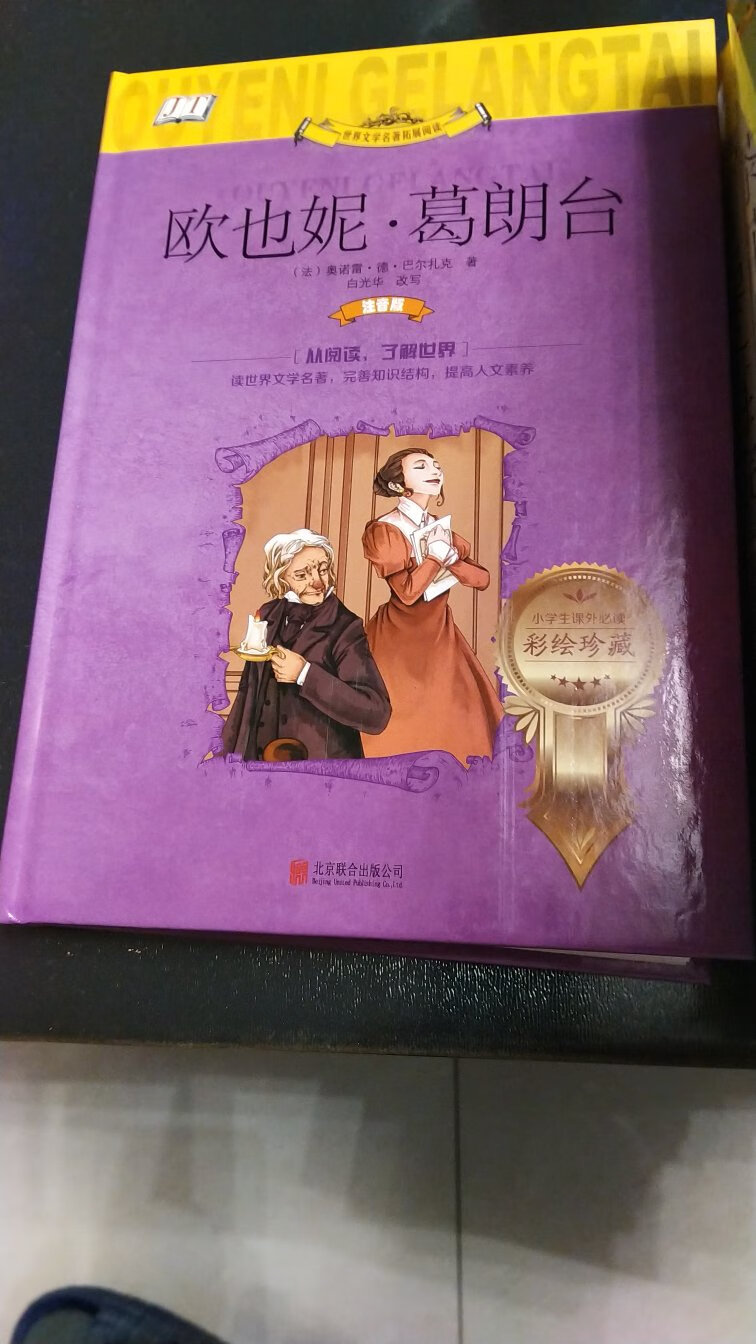 OUYENI GELANGTAI
JT
世界文学名著拓展阅读
OUYENI GELANGTAI
欧也妮·葛朗台
（法）奥诺雷·德·巴尔扎克 著
白光华 改写
注音版
[从阅读，了解世界]
读世界文学名著，完善知识结构，提高人文素养
小学生课外必读
彩绘珍藏
北京联合出版公司
Beijing United Publishing Co.,Ltd.